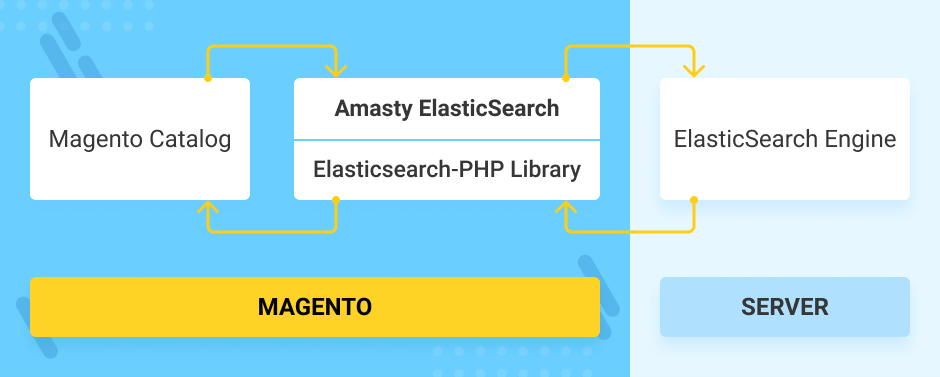 Magento Catalog
Amasty ElasticSearch
Elasticsearch-PHP Library
ElasticSearch Engine
MAGENTO
SERVER